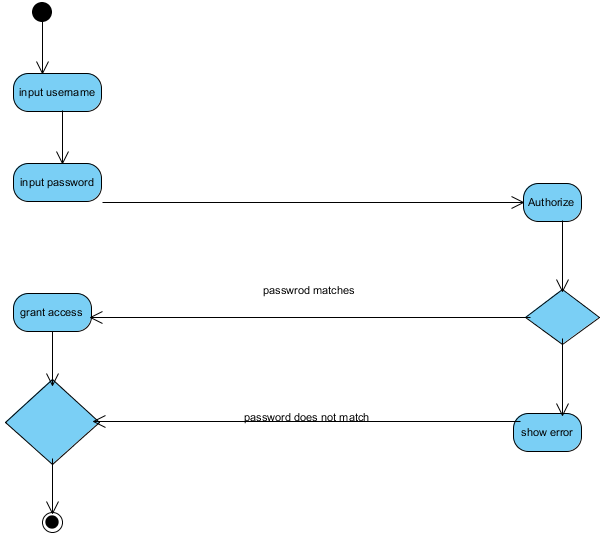 input username
input password
Authorize
passwrod matches
grant access
password does not match
show error